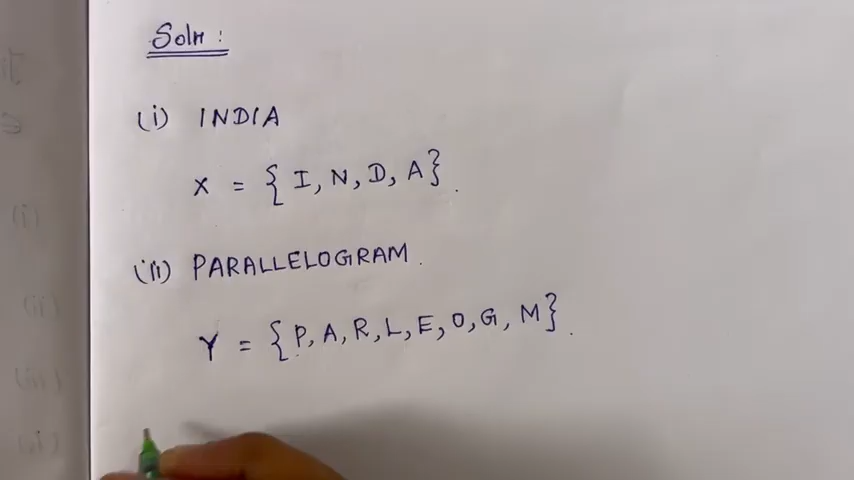 Soln :
(i) INDIA
X = { I, N, D, A } .
(ii) PARALLELOGRAM .
Y = { P, A, R, L, E, O, G, M } .